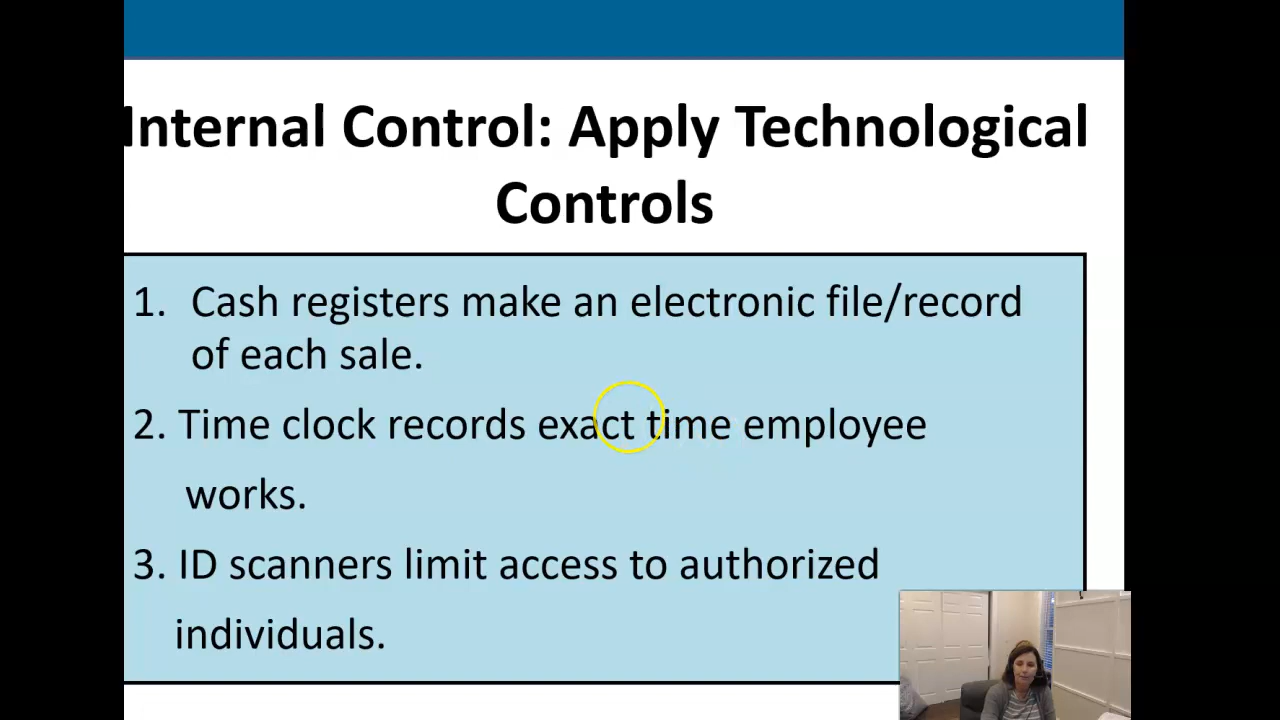 Internal Control: Apply Technological
Controls
1. Cash registers make an electronic file/record
of each sale.
2. Time clock records exact time employee
works.
3. ID scanners limit access to authorized
individuals.